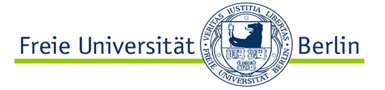 Freie Universität Berlin
VERITAS IUSTITIA LIBERTAS
FREIE UNIVERSITÄT BERLIN